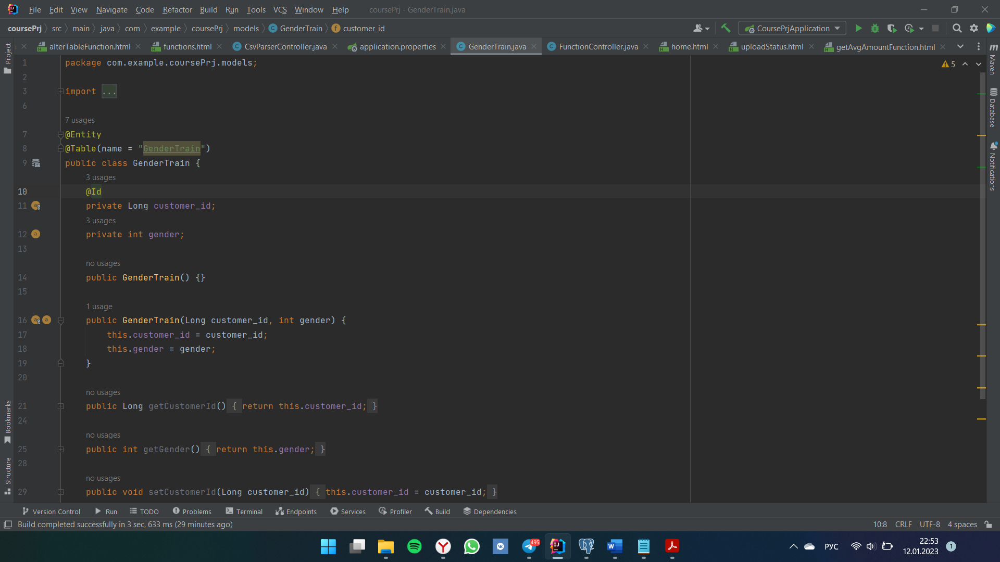 File Edit View Navigate Code Refactor Build Run Tools VCS Window Help coursePrj - GenderTrain.java
coursePrj src main java com example coursePrj models GenderTrain customer_id CoursePrjApplication
alterTableFunction.html functions.html CsvParserController.java application.properties GenderTrain.java FunctionController.java home.html uploadStatus.html getAvgAmountFunction.html
Project
Bookmarks
Structure
1 package com.example.coursePrj.models;
2
3 import ...
6
7 usages
7 @Entity
8 @Table(name = "GenderTrain")
9 public class GenderTrain {
3 usages
10 @Id
11 private Long customer_id;
3 usages
12 private int gender;
13
no usages
14 public GenderTrain() {}
15
1 usage
16 public GenderTrain(Long customer_id, int gender) {
17 this.customer_id = customer_id;
18 this.gender = gender;
19 }
20
no usages
21 public Long getCustomerId() { return this.customer_id; }
24
no usages
25 public int getGender() { return this.gender; }
28
no usages
29 public void setCustomerId(Long customer_id) { this.customer_id = customer_id; }
5
Maven
Database
Notifications
Version Control Run TODO Problems Terminal Endpoints Services Profiler Build Dependencies
Build completed successfully in 3 sec, 633 ms (29 minutes ago) 10:8 CRLF UTF-8 4 spaces
495
РУС
22:53
12.01.2023
1